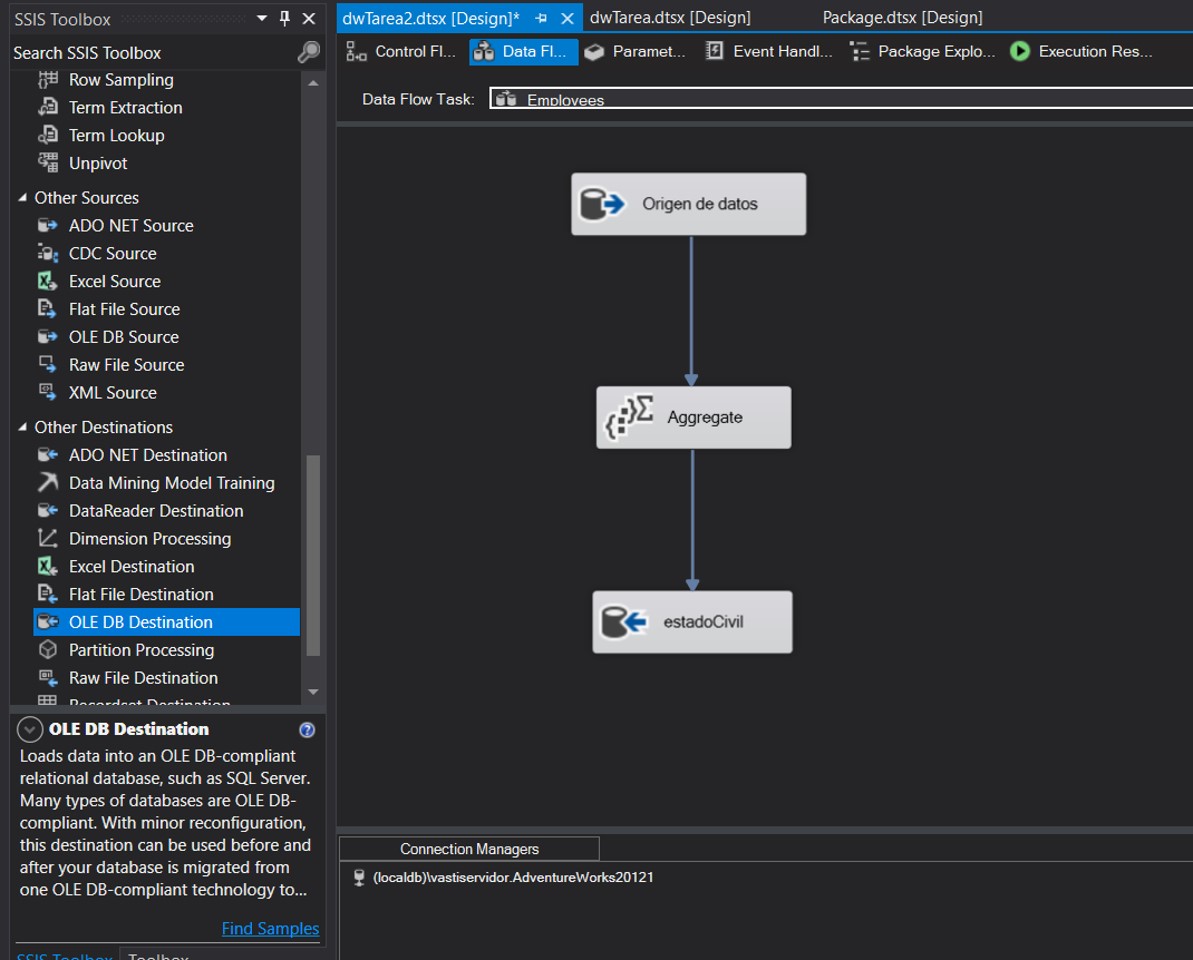 SSIS Toolbox
Search SSIS Toolbox
Row Sampling
Term Extraction
Term Lookup
Unpivot
Other Sources
ADO NET Source
CDC Source
Excel Source
Flat File Source
OLE DB Source
Raw File Source
XML Source
Other Destinations
ADO NET Destination
Data Mining Model Training
DataReader Destination
Dimension Processing
Excel Destination
Flat File Destination
OLE DB Destination
Partition Processing
Raw File Destination
Recordset Destination
OLE DB Destination
Loads data into an OLE DB-compliant
relational database, such as SQL Server.
Many types of databases are OLE DB-
compliant. With minor reconfiguration,
this destination can be used before and
after your database is migrated from
one OLE DB-compliant technology to...
Find Samples
SSIS Toolbox Toolbox
dwTarea2.dtsx [Design]* dwTarea.dtsx [Design] Package.dtsx [Design]
Control Fl... Data Fl... Paramet... Event Handl... Package Explo... Execution Res...
Data Flow Task: Employees
Origen de datos
Aggregate
estadoCivil
Connection Managers
(localdb)\vastiservidor.AdventureWorks20121